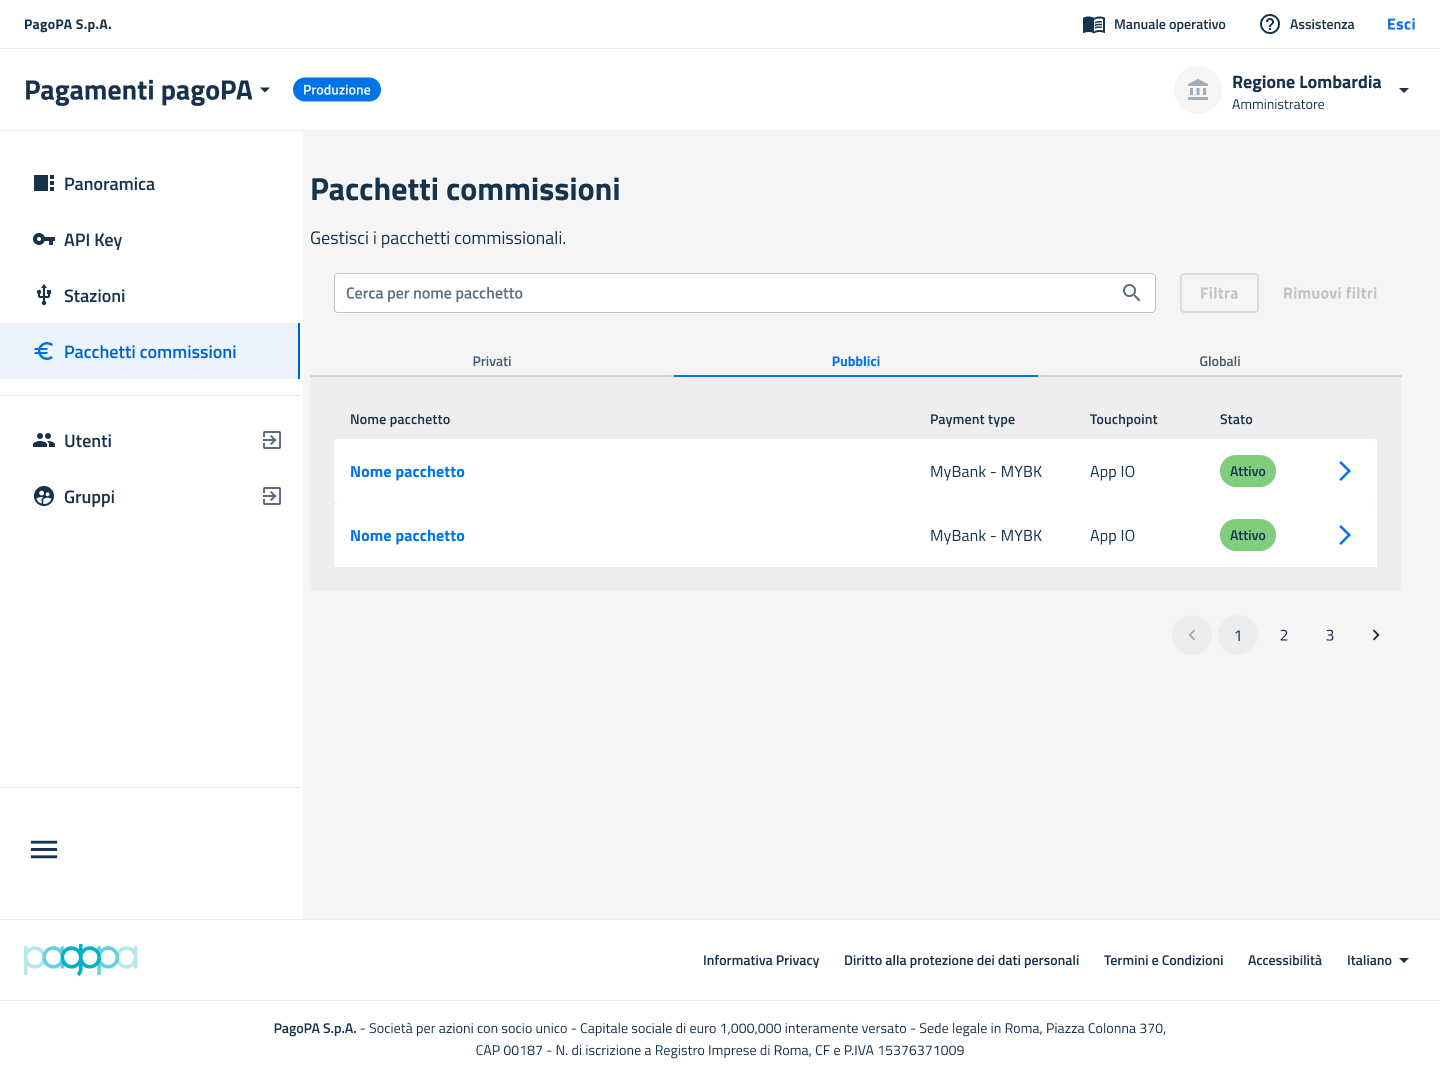 PagoPA S.p.A.
Manuale operativo
Assistenza
Esci
Pagamenti pagoPA
Produzione
Regione Lombardia
Amministratore
Panoramica
API Key
Stazioni
Pacchetti commissioni
Utenti
Gruppi
Pacchetti commissioni
Gestisci i pacchetti commissionali.
Cerca per nome pacchetto
Filtra
Rimuovi filtri
Privati
Pubblici
Globali
Nome pacchetto Payment type Touchpoint Stato
Nome pacchetto MyBank - MYBK App IO Attivo
Nome pacchetto MyBank - MYBK App IO Attivo
1 2 3
pagopa
Informativa Privacy
Diritto alla protezione dei dati personali
Termini e Condizioni
Accessibilità
Italiano
PagoPA S.p.A. - Società per azioni con socio unico - Capitale sociale di euro 1,000,000 interamente versato - Sede legale in Roma, Piazza Colonna 370,
CAP 00187 - N. di iscrizione a Registro Imprese di Roma, CF e P.IVA 15376371009